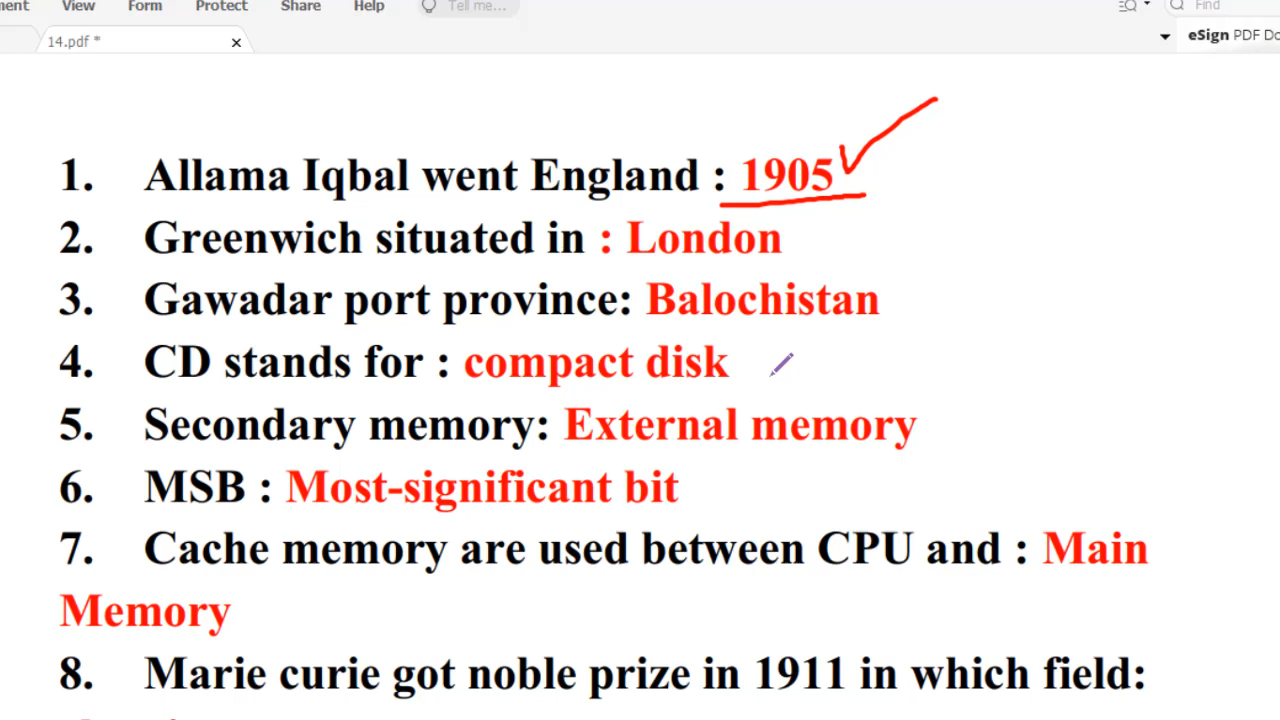 ment View Form Protect Share Help Tell me... Find
14.pdf * eSign PDF Do
1. Allama Iqbal went England : 1905
2. Greenwich situated in : London
3. Gawadar port province: Balochistan
4. CD stands for : compact disk
5. Secondary memory: External memory
6. MSB : Most-significant bit
7. Cache memory are used between CPU and : Main
Memory
8. Marie curie got noble prize in 1911 in which field: